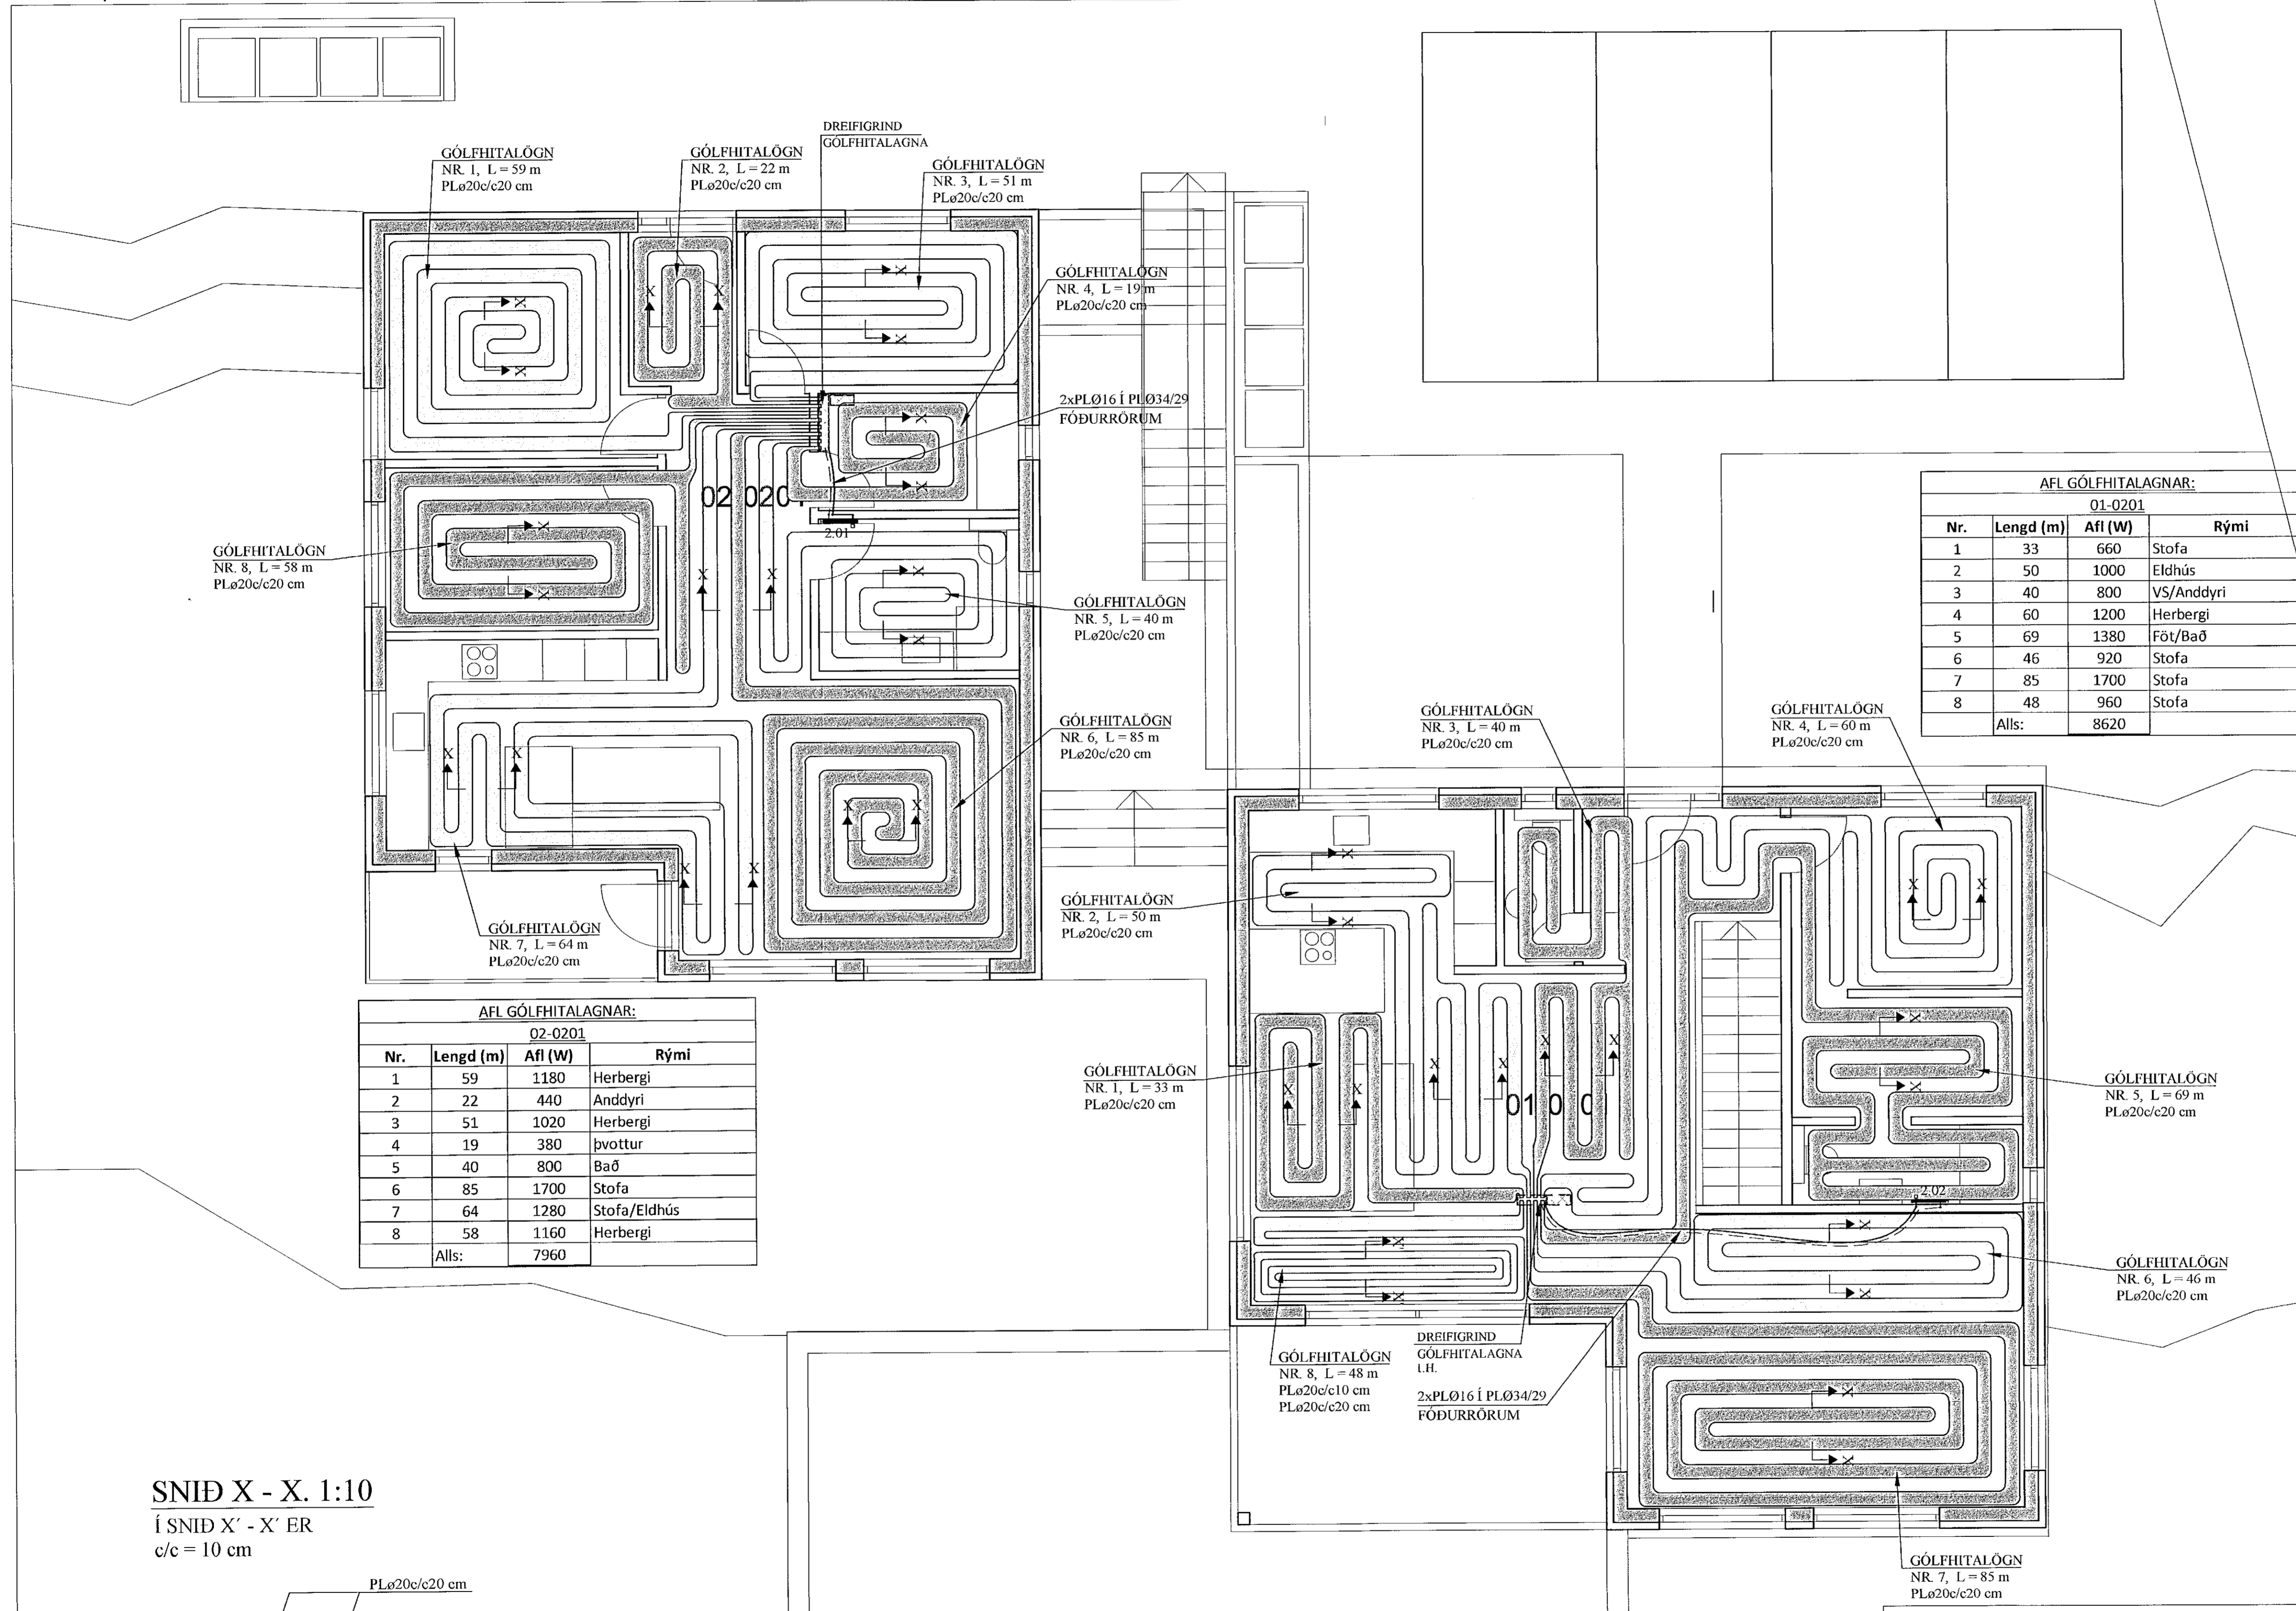 DREIFIGRIND
GÓLFHITALAGNA
GÓLFHITALÖGN
NR. 1, L = 59 m
PLø20c/c20 cm
GÓLFHITALÖGN
NR. 2, L = 22 m
PLø20c/c20 cm
GÓLFHITALÖGN
NR. 3, L = 51 m
PLø20c/c20 cm
GÓLFHITALÖGN
NR. 4, L = 19 m
PLø20c/c20 cm
2xPLØ16 Í PLØ34/29
FÓÐURRÖRUM
02 0201
2.01
GÓLFHITALÖGN
NR. 8, L = 58 m
PLø20c/c20 cm
GÓLFHITALÖGN
NR. 5, L = 40 m
PLø20c/c20 cm
GÓLFHITALÖGN
NR. 6, L = 85 m
PLø20c/c20 cm
GÓLFHITALÖGN
NR. 7, L = 64 m
PLø20c/c20 cm
AFL GÓLFHITALAGNAR:
02-0201
Nr. Lengd (m) Afl (W) Rými
1 59 1180 Herbergi
2 22 440 Anddyri
3 51 1020 Herbergi
4 19 380 Þvottur
5 40 800 Bað
6 85 1700 Stofa
7 64 1280 Stofa/Eldhús
8 58 1160 Herbergi
Alls: 7960
AFL GÓLFHITALAGNAR:
01-0201
Nr. Lengd (m) Afl (W) Rými
1 33 660 Stofa
2 50 1000 Eldhús
3 40 800 VS/Anddyri
4 60 1200 Herbergi
5 69 1380 Föt/Bað
6 46 920 Stofa
7 85 1700 Stofa
8 48 960 Stofa
Alls: 8620
GÓLFHITALÖGN
NR. 3, L = 40 m
PLø20c/c20 cm
GÓLFHITALÖGN
NR. 4, L = 60 m
PLø20c/c20 cm
GÓLFHITALÖGN
NR. 2, L = 50 m
PLø20c/c20 cm
GÓLFHITALÖGN
NR. 1, L = 33 m
PLø20c/c20 cm
GÓLFHITALÖGN
NR. 5, L = 69 m
PLø20c/c20 cm
2.02
GÓLFHITALÖGN
NR. 6, L = 46 m
PLø20c/c20 cm
GÓLFHITALÖGN
NR. 8, L = 48 m
PLø20c/c10 cm
PLø20c/c20 cm
DREIFIGRIND
GÓLFHITALAGNA
I.H.
2xPLØ16 Í PLØ34/29
FÓÐURRÖRUM
GÓLFHITALÖGN
NR. 7, L = 85 m
PLø20c/c20 cm
SNIÐ X - X. 1:10
Í SNIÐ X´ - X´ ER
c/c = 10 cm
PLø20c/c20 cm